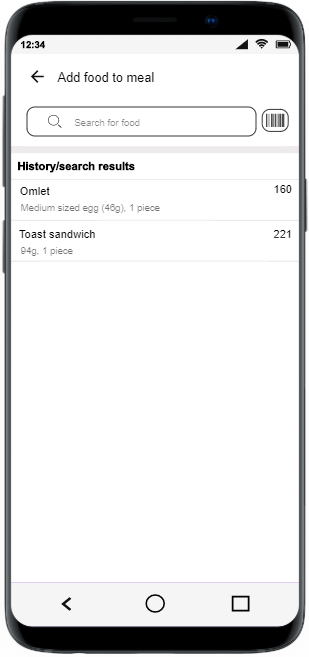 12:34
Add food to meal
Search for food
History/search results
Omlet 160
Medium sized egg (46g), 1 piece
Toast sandwich 221
94g, 1 piece